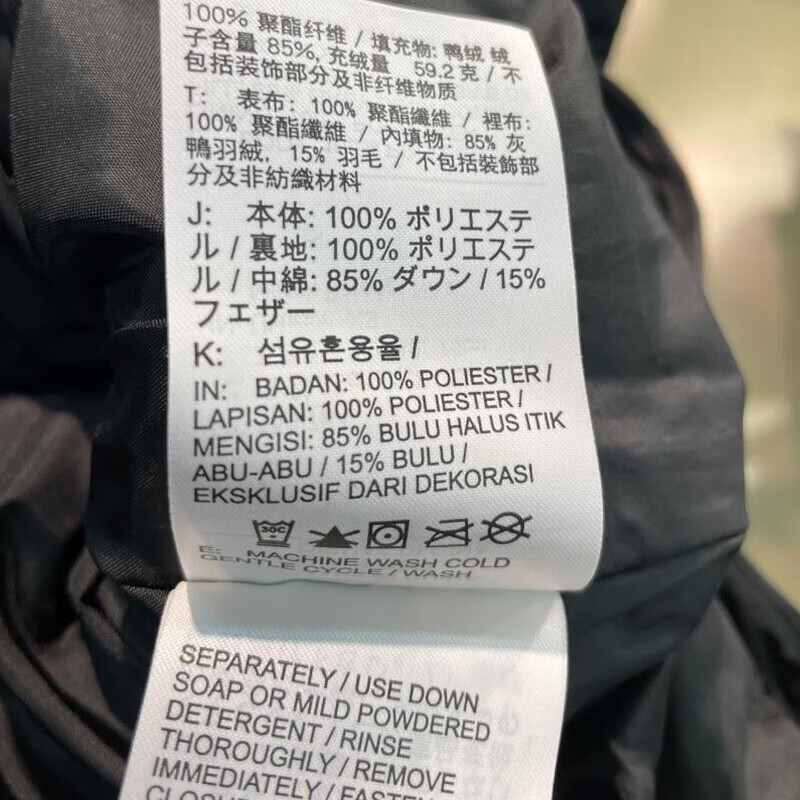 100% 聚酯纤维 / 填充物: 鸭绒 绒
子含量 85%, 充绒量 59.2 克 / 不
包括装饰部分及非纤维物质
T: 表布: 100% 聚酯纖維 / 裡布:
100% 聚酯纖維 / 內填物: 85% 灰
鴨羽絨, 15% 羽毛 / 不包括裝飾部
分及非紡織材料
J: 本体: 100% ポリエステ
ル / 裏地: 100% ポリエステ
ル / 中綿: 85% ダウン / 15%
フェザー
K: 섬유혼용율 /
IN: BADAN: 100% POLIESTER /
LAPISAN: 100% POLIESTER /
MENGISI: 85% BULU HALUS ITIK
ABU-ABU / 15% BULU /
EKSKLUSIF DARI DEKORASI
30C
E: MACHINE WASH COLD
GENTLE CYCLE / WASH
SEPARATELY / USE DOWN
SOAP OR MILD POWDERED
DETERGENT / RINSE
THOROUGHLY / REMOVE
IMMEDIATELY / FASTEN